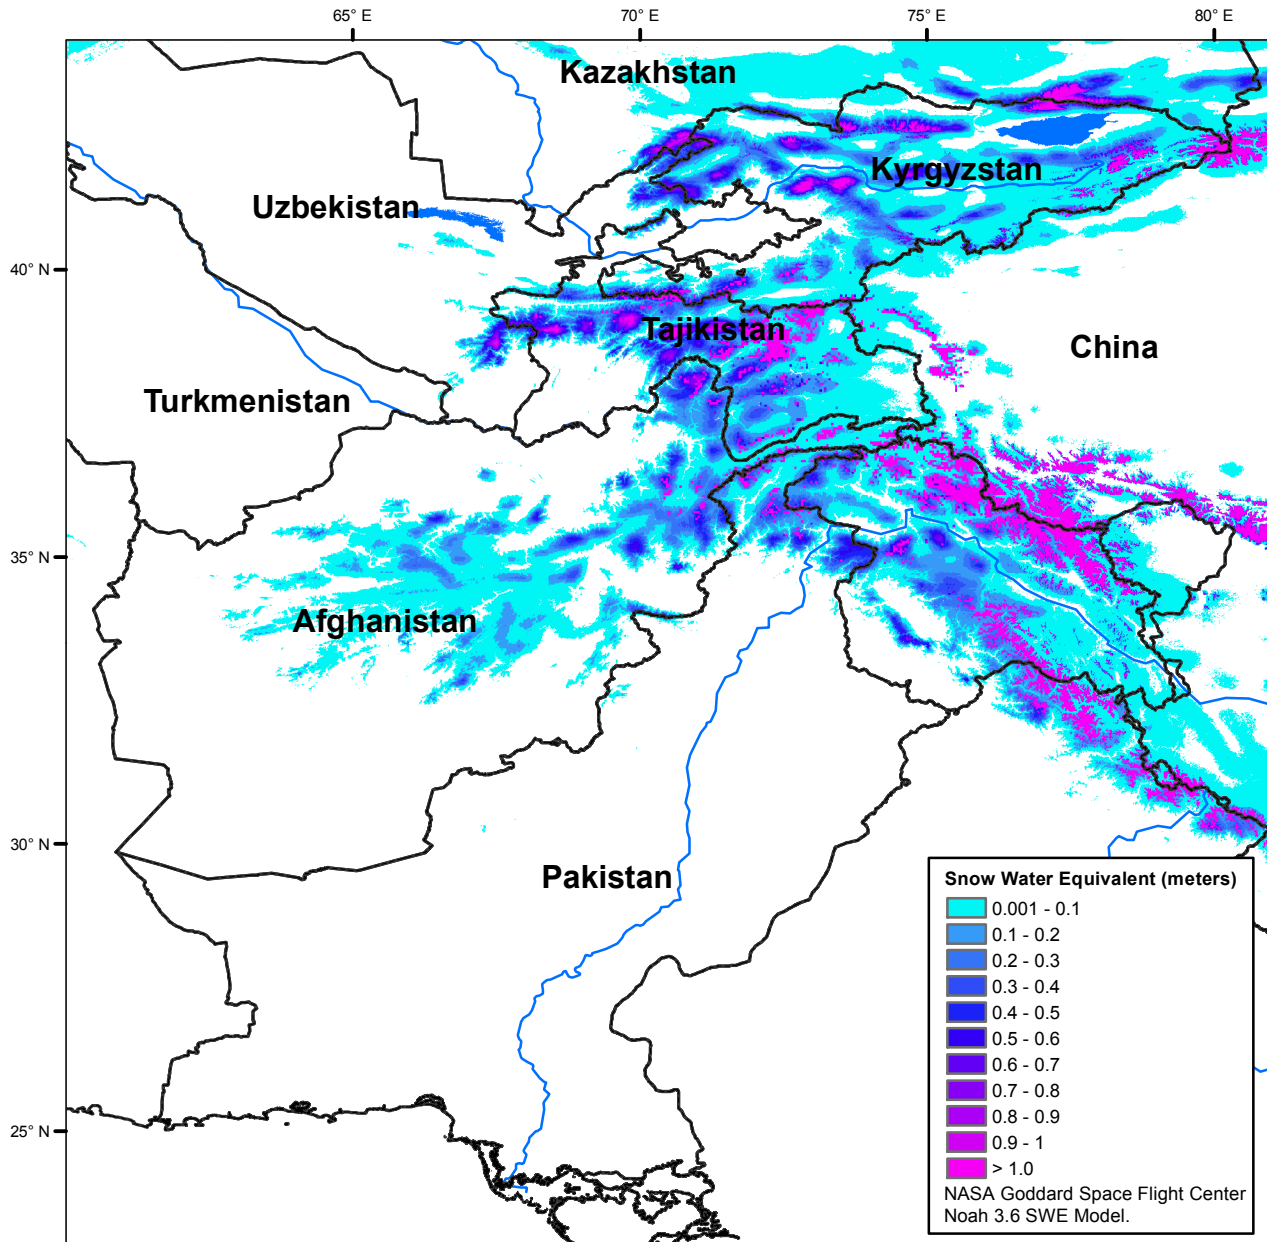 65° E
70° E
75° E
80° E
Kazakhstan
Kyrgyzstan
Uzbekistan
40° N
Tajikistan
China
Turkmenistan
35° N
Afghanistan
30° N
Pakistan
25° N
Snow Water Equivalent (meters)
0.001 - 0.1
0.1 - 0.2
0.2 - 0.3
0.3 - 0.4
0.4 - 0.5
0.5 - 0.6
0.6 - 0.7
0.7 - 0.8
0.8 - 0.9
0.9 - 1
> 1.0
NASA Goddard Space Flight Center
Noah 3.6 SWE Model.